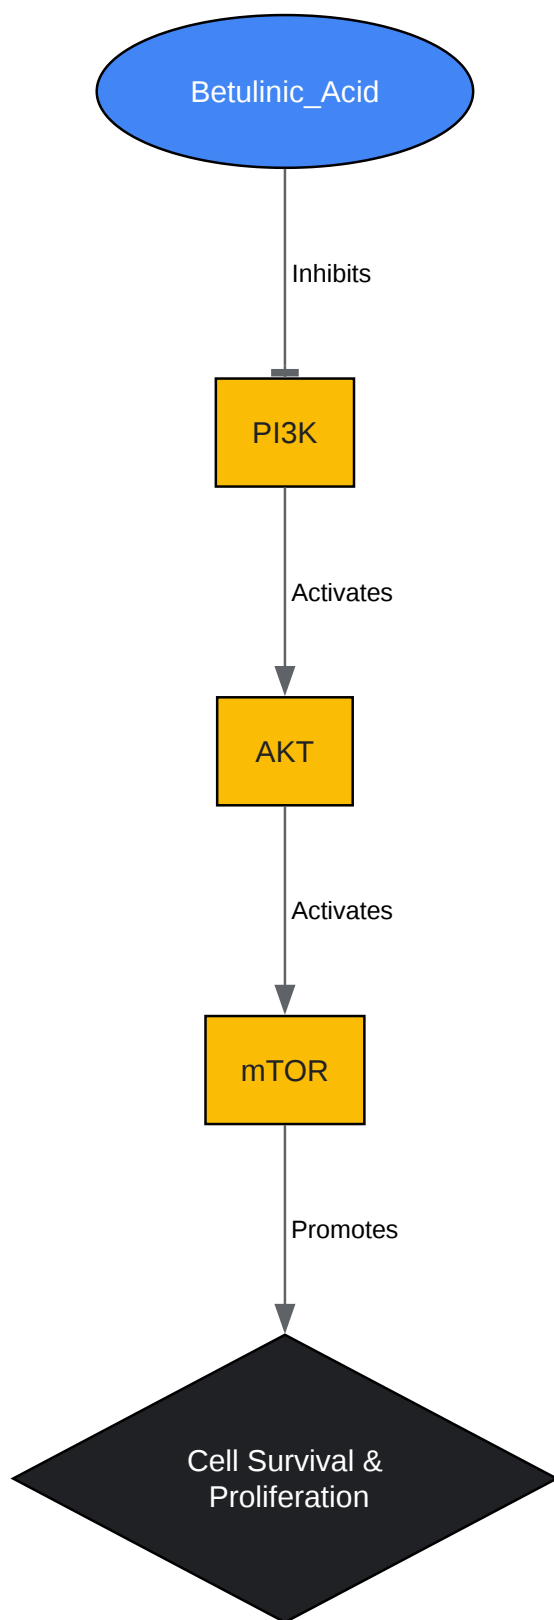 Betulinic_Acid
Inhibits
PI3K
Activates
AKT
Activates
mTOR
Promotes
Cell Survival &
Proliferation